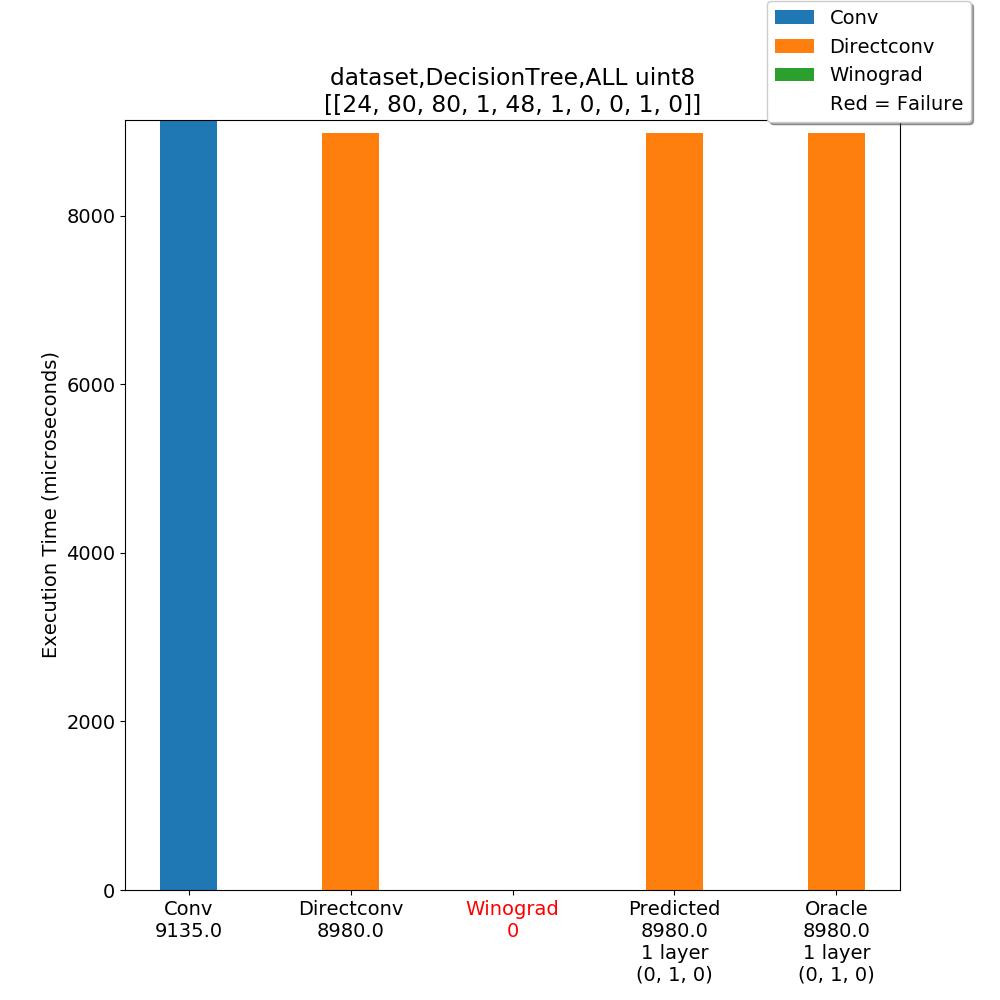 Conv
Directconv
Winograd
Red = Failure
dataset,DecisionTree,ALL uint8
[[24, 80, 80, 1, 48, 1, 0, 0, 1, 0]]
Execution Time (microseconds)
8000
6000
4000
2000
0
Conv
9135.0
Directconv
8980.0
Winograd
0
Predicted
8980.0
1 layer
(0, 1, 0)
Oracle
8980.0
1 layer
(0, 1, 0)